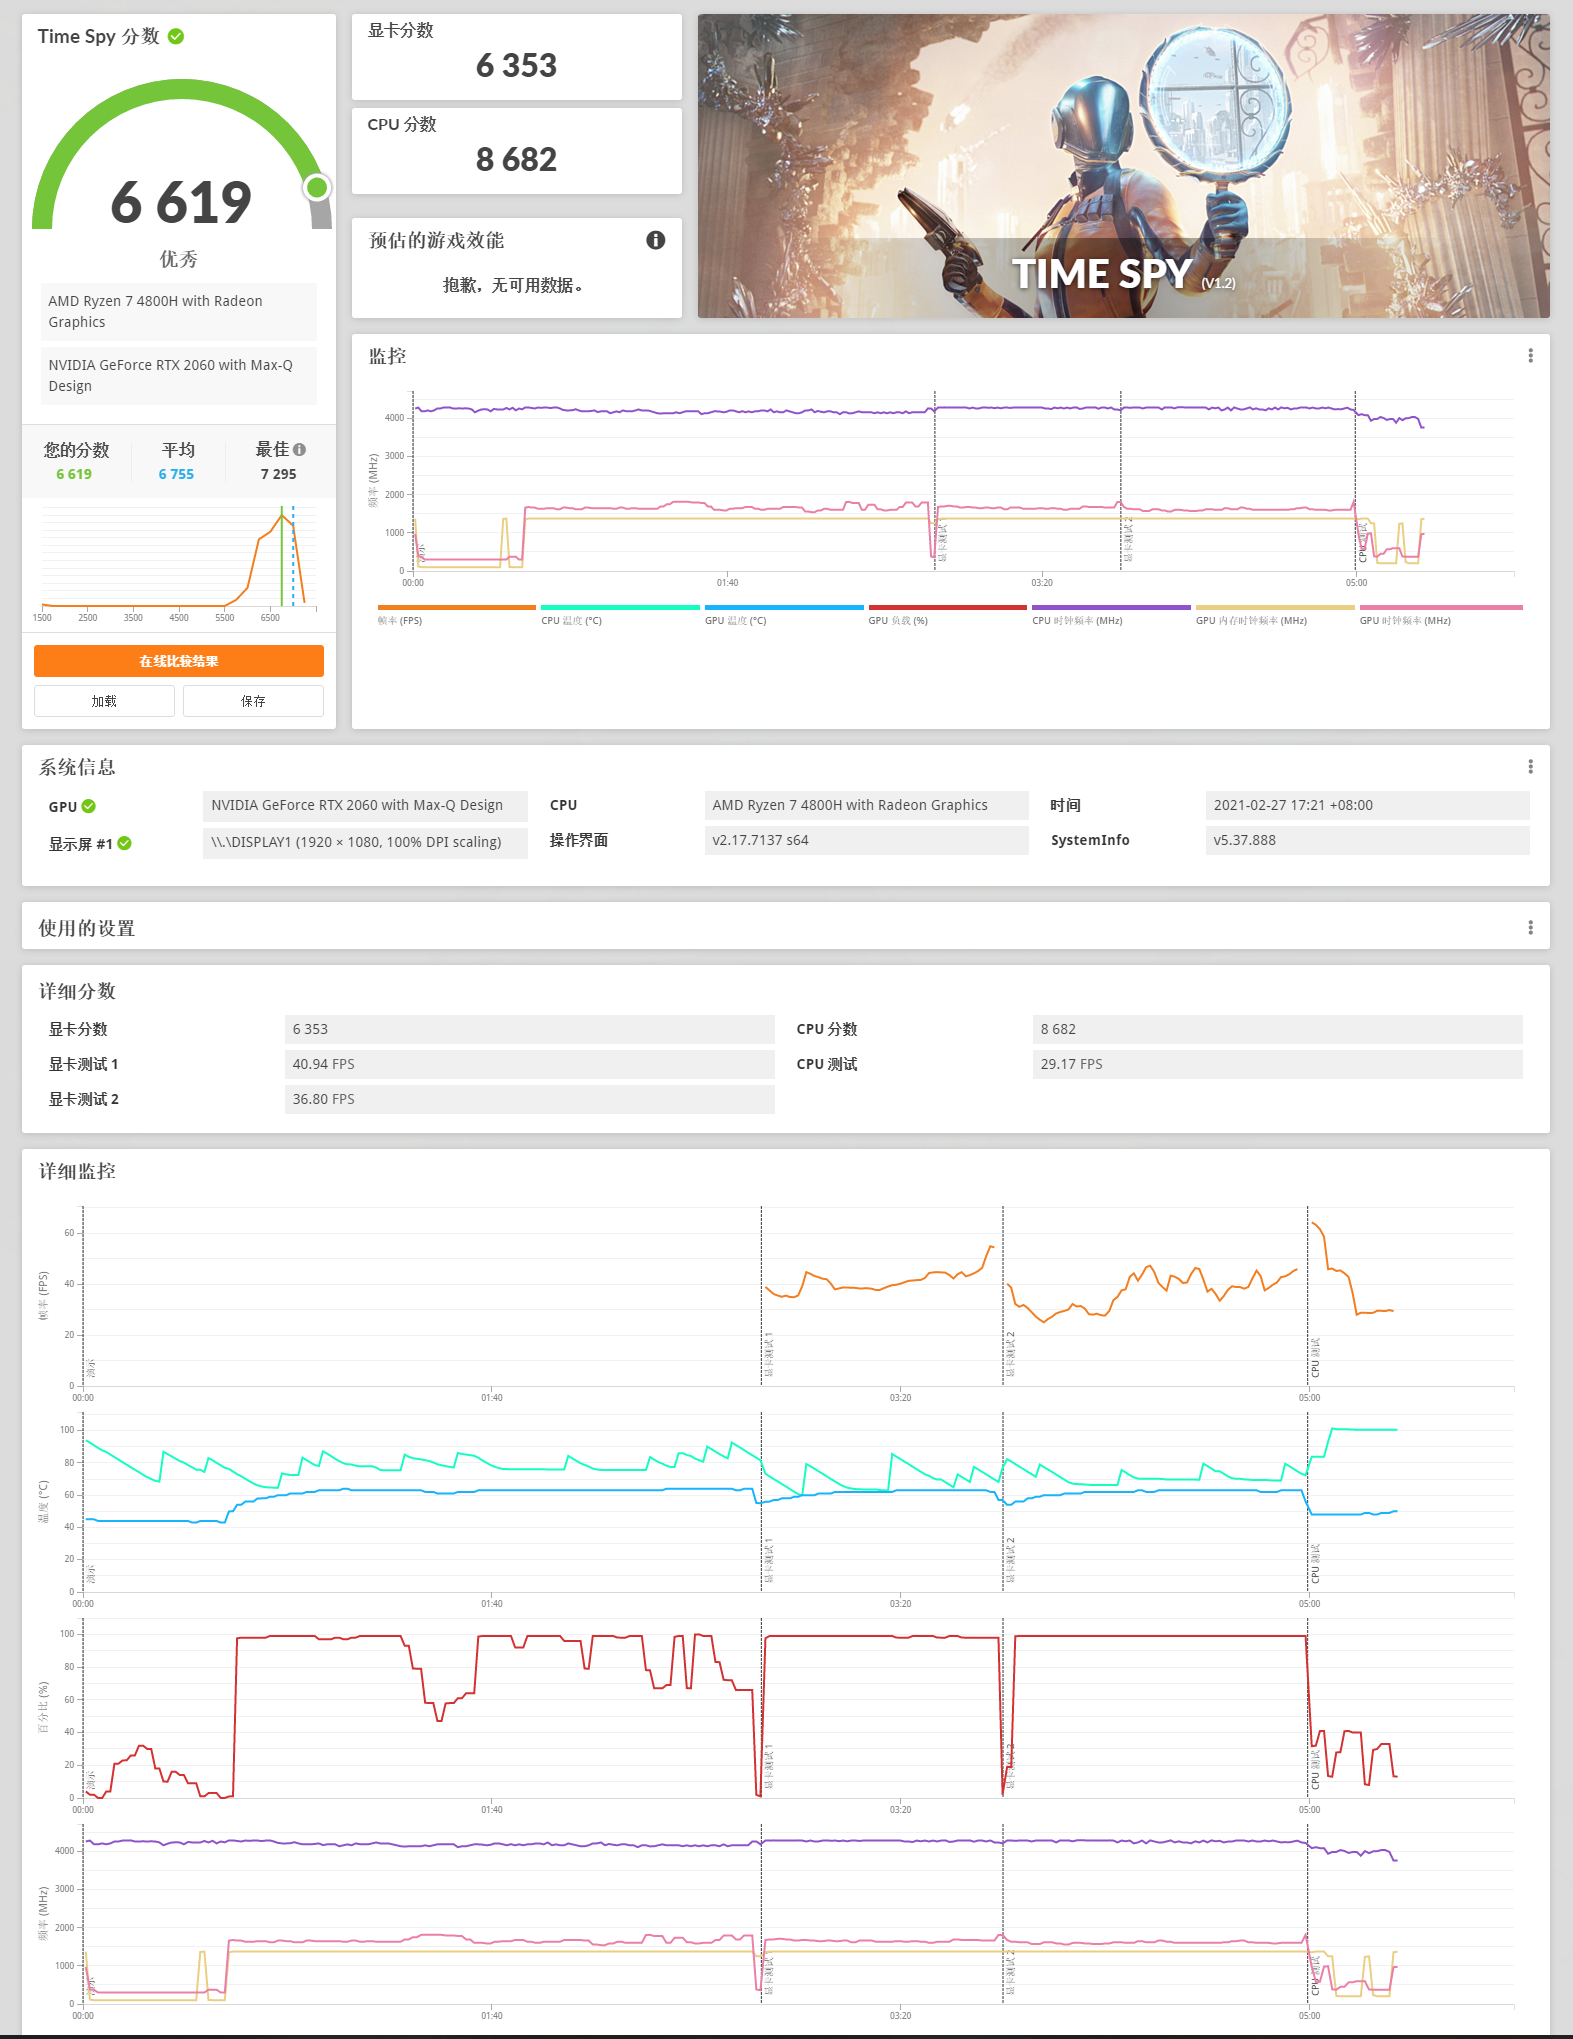 Time Spy 分数
6 619
优秀
AMD Ryzen 7 4800H with Radeon
Graphics
NVIDIA GeForce RTX 2060 with Max-Q
Design
您的分数 平均 最佳
6 619 6 755 7 295
1500 2500 3500 4500 5500 6500
在线比较结果
加载 保存
显卡分数
6 353
CPU 分数
8 682
预估的游戏效能
抱歉，无可用数据。
TIME SPY (V1.2)
监控
频率 (MHz)
4000
3000
2000
1000
0
演示
显卡测试 1
显卡测试 2
CPU 测试
00:00 01:40 03:20 05:00
帧率 (FPS) CPU 温度 (°C) GPU 温度 (°C) GPU 负载 (%) CPU 时钟频率 (MHz) GPU 内存时钟频率 (MHz) GPU 时钟频率 (MHz)
系统信息
GPU NVIDIA GeForce RTX 2060 with Max-Q Design CPU AMD Ryzen 7 4800H with Radeon Graphics 时间 2021-02-27 17:21 +08:00
显示屏 #1 \\.\DISPLAY1 (1920 × 1080, 100% DPI scaling) 操作界面 v2.17.7137 s64 SystemInfo v5.37.888
使用的设置
详细分数
显卡分数 6 353 CPU 分数 8 682
显卡测试 1 40.94 FPS CPU 测试 29.17 FPS
显卡测试 2 36.80 FPS
详细监控
帧率 (FPS)
60
40
20
0
演示
显卡测试 1
显卡测试 2
CPU 测试
00:00 01:40 03:20 05:00
温度 (°C)
100
80
60
40
20
0
演示
显卡测试 1
显卡测试 2
CPU 测试
00:00 01:40 03:20 05:00
百分比 (%)
100
80
60
40
20
0
演示
显卡测试 1
显卡测试 2
CPU 测试
00:00 01:40 03:20 05:00
频率 (MHz)
4000
3000
2000
1000
0
演示
显卡测试 1
显卡测试 2
CPU 测试
00:00 01:40 03:20 05:00